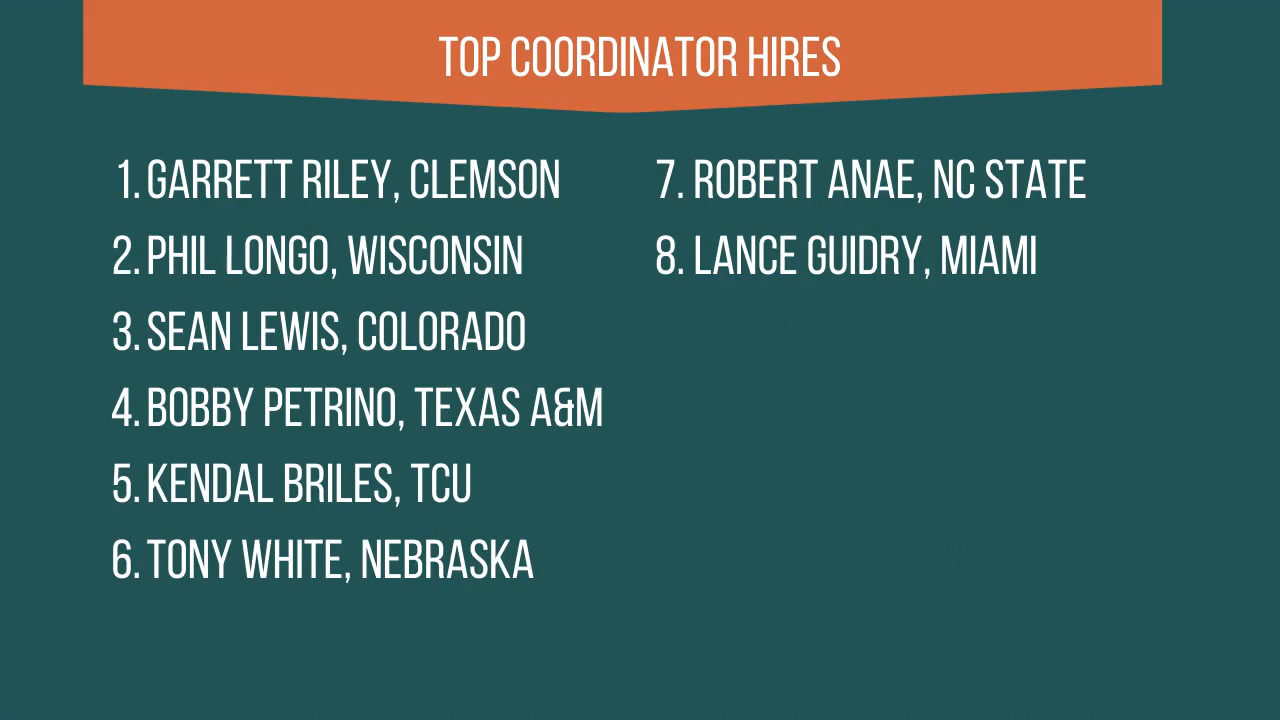 TOP COORDINATOR HIRES
1. GARRETT RILEY, CLEMSON
2. PHIL LONGO, WISCONSIN
3. SEAN LEWIS, COLORADO
4. BOBBY PETRINO, TEXAS A&M
5. KENDAL BRILES, TCU
6. TONY WHITE, NEBRASKA
7. ROBERT ANAE, NC STATE
8. LANCE GUIDRY, MIAMI